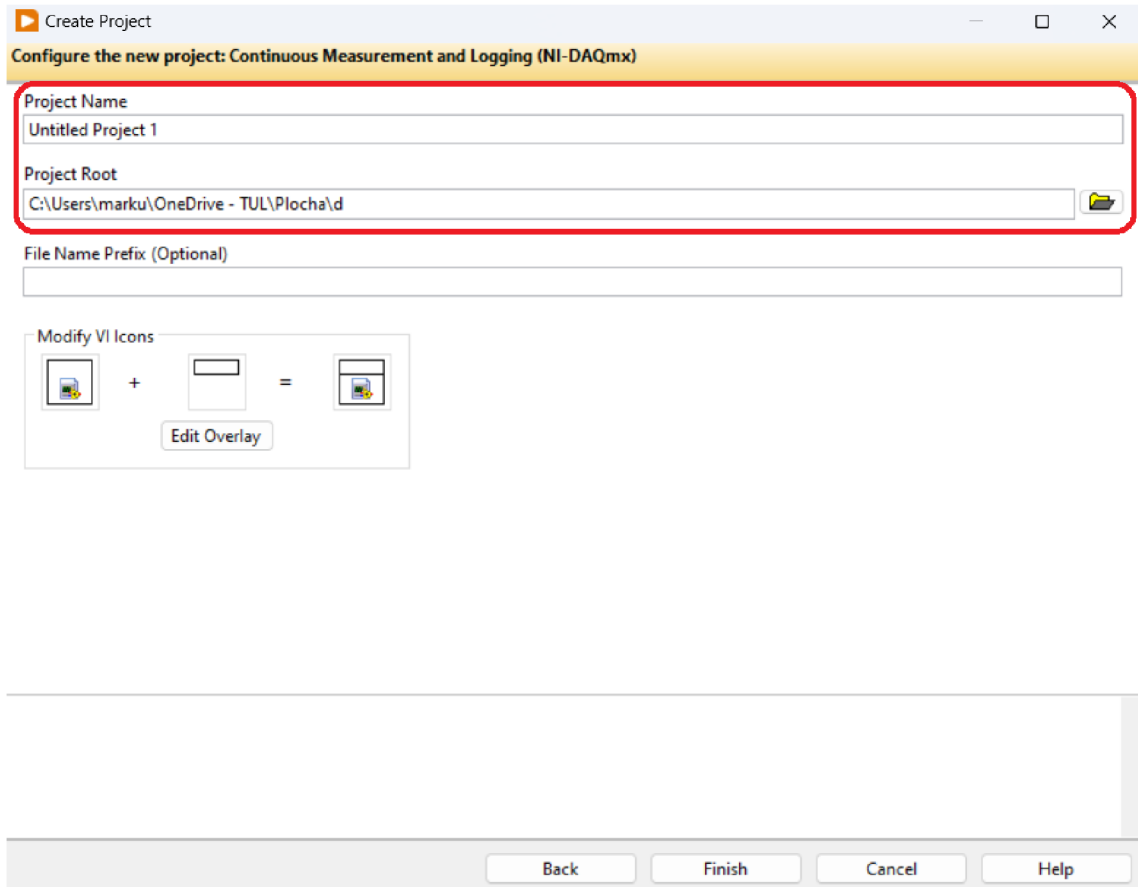 Create Project
Configure the new project: Continuous Measurement and Logging (NI-DAQmx)
Project Name
Untitled Project 1
Project Root
C:\Users\marku\OneDrive - TUL\Plocha\d
File Name Prefix (Optional)
Modify VI Icons
+ =
Edit Overlay
Back Finish Cancel Help